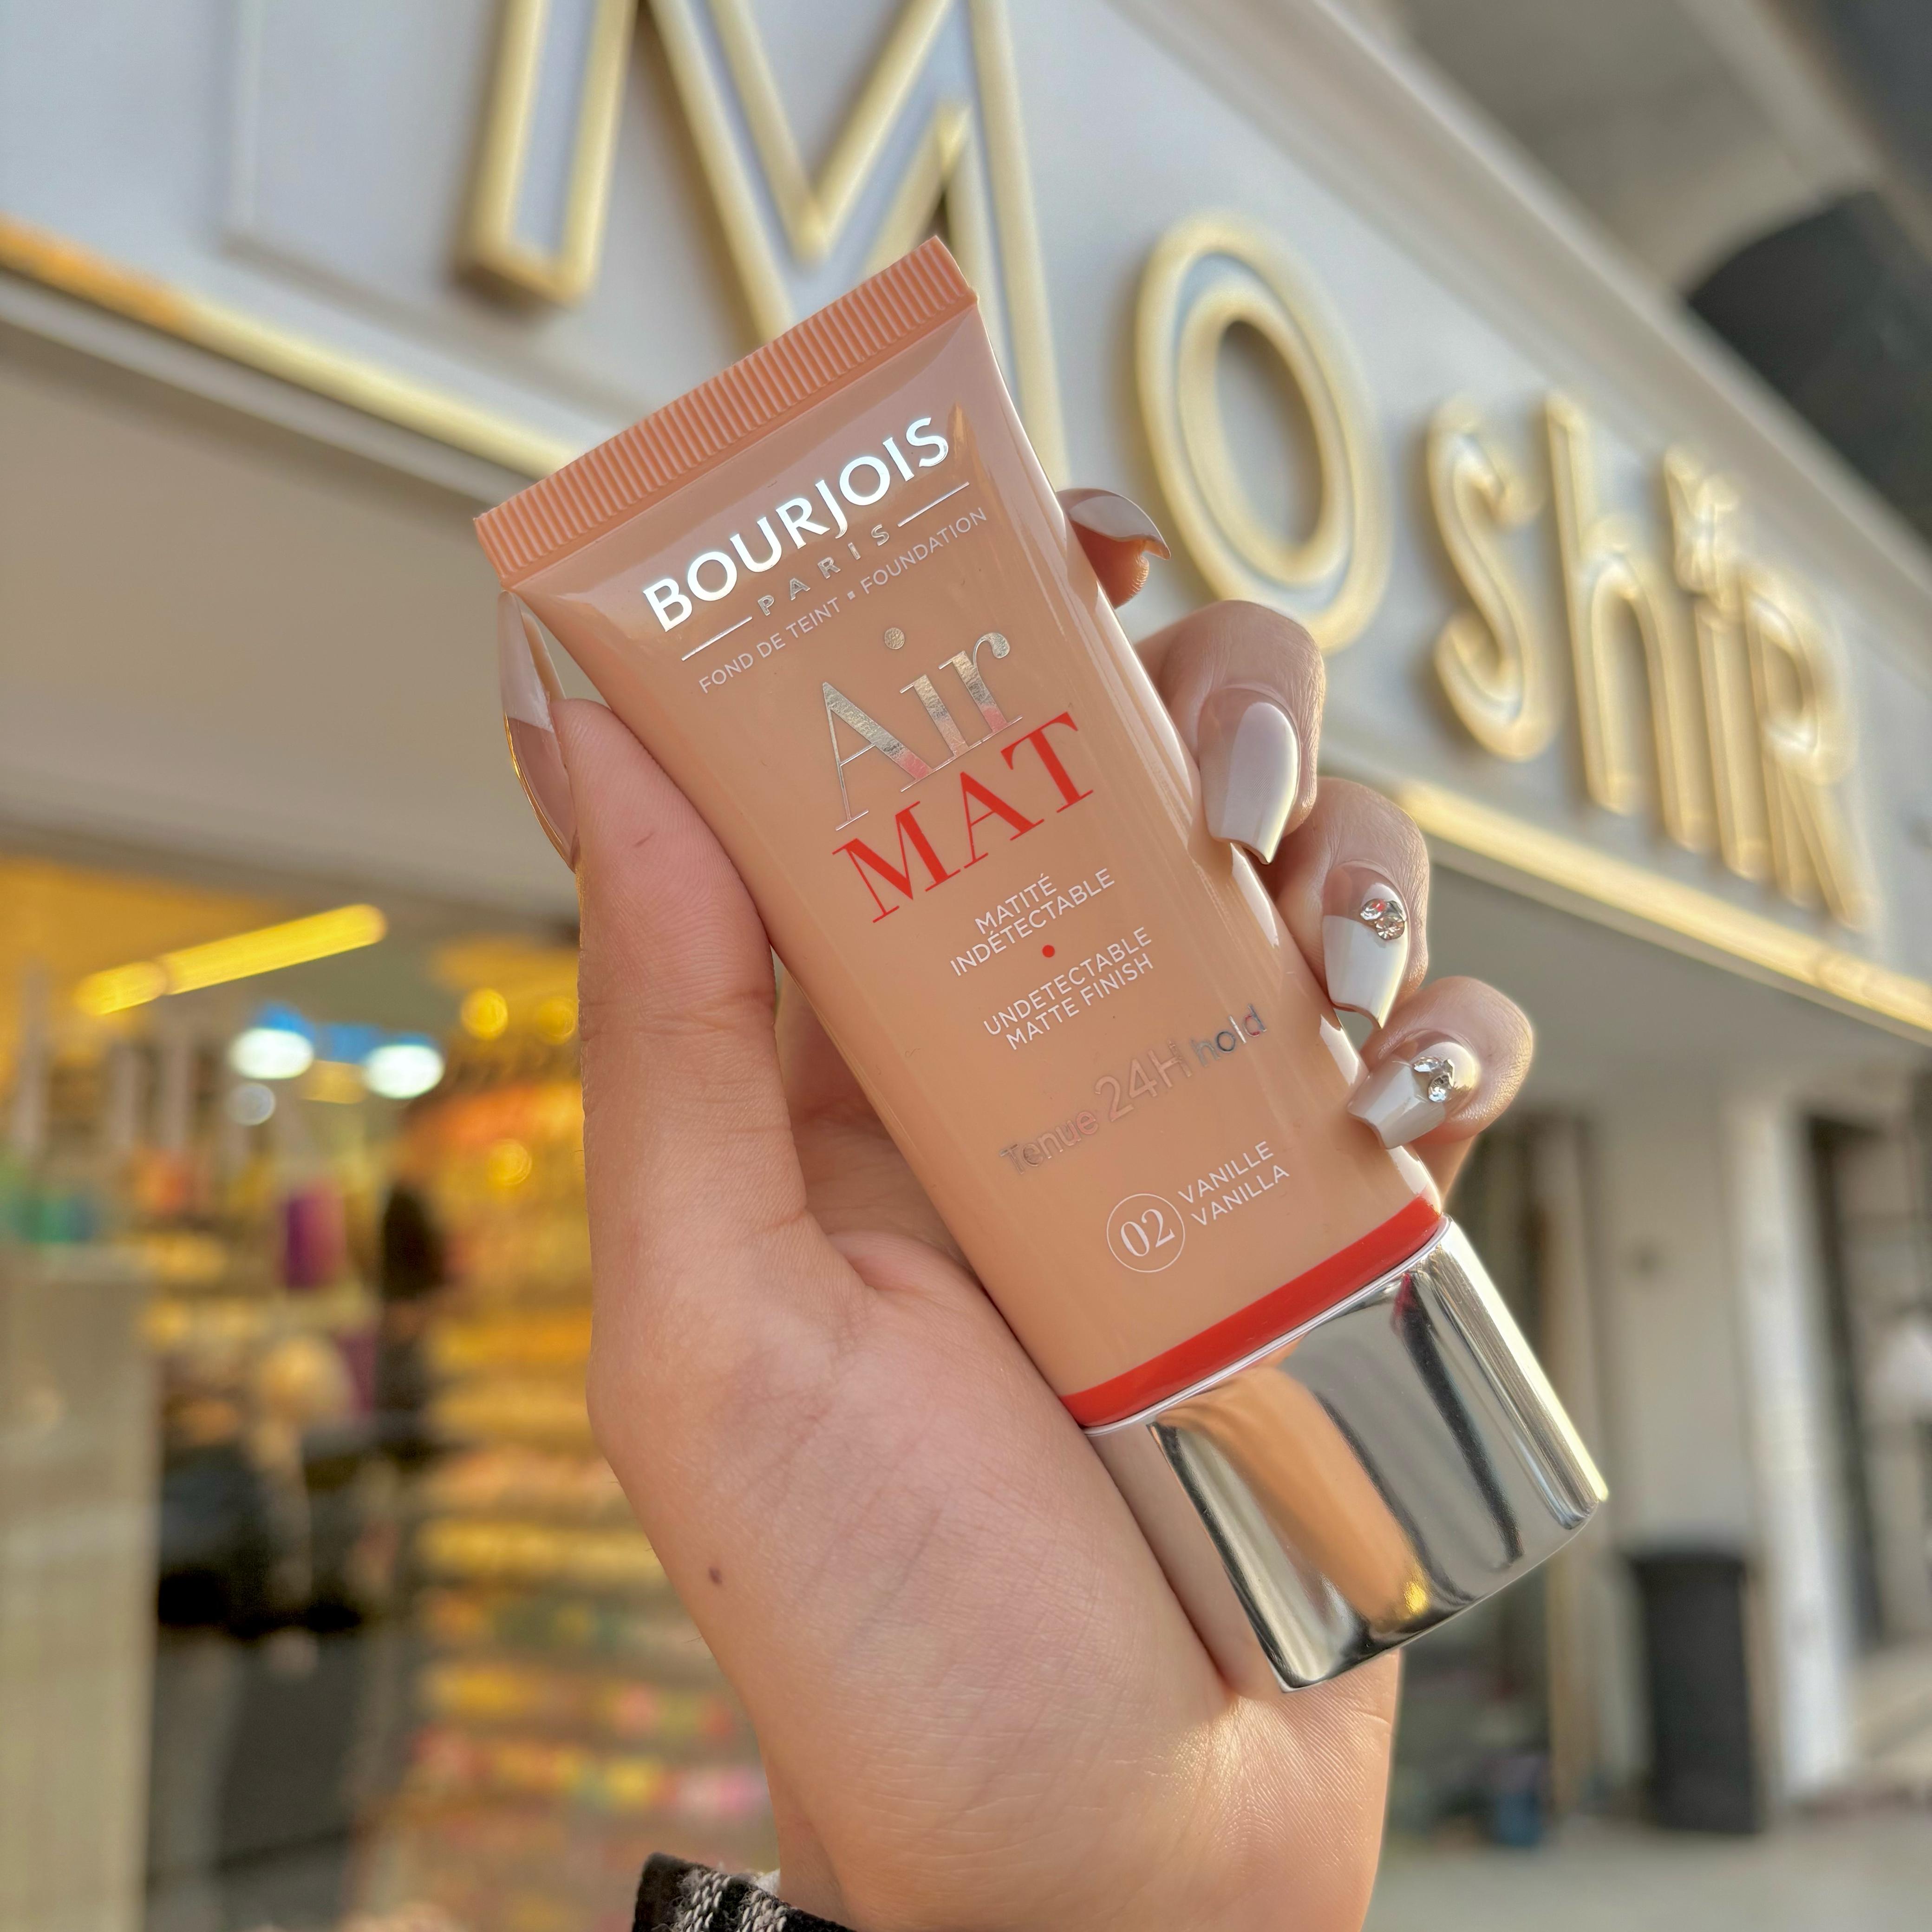 MoshiR
BOURJOIS
PARIS
FOND DE TEINT ▪ FOUNDATION
Air
MAT
MATITÉ
INDÉTECTABLE
UNDETECTABLE
MATTE FINISH
Tenue 24H hold
02
VANILLE
VANILLA